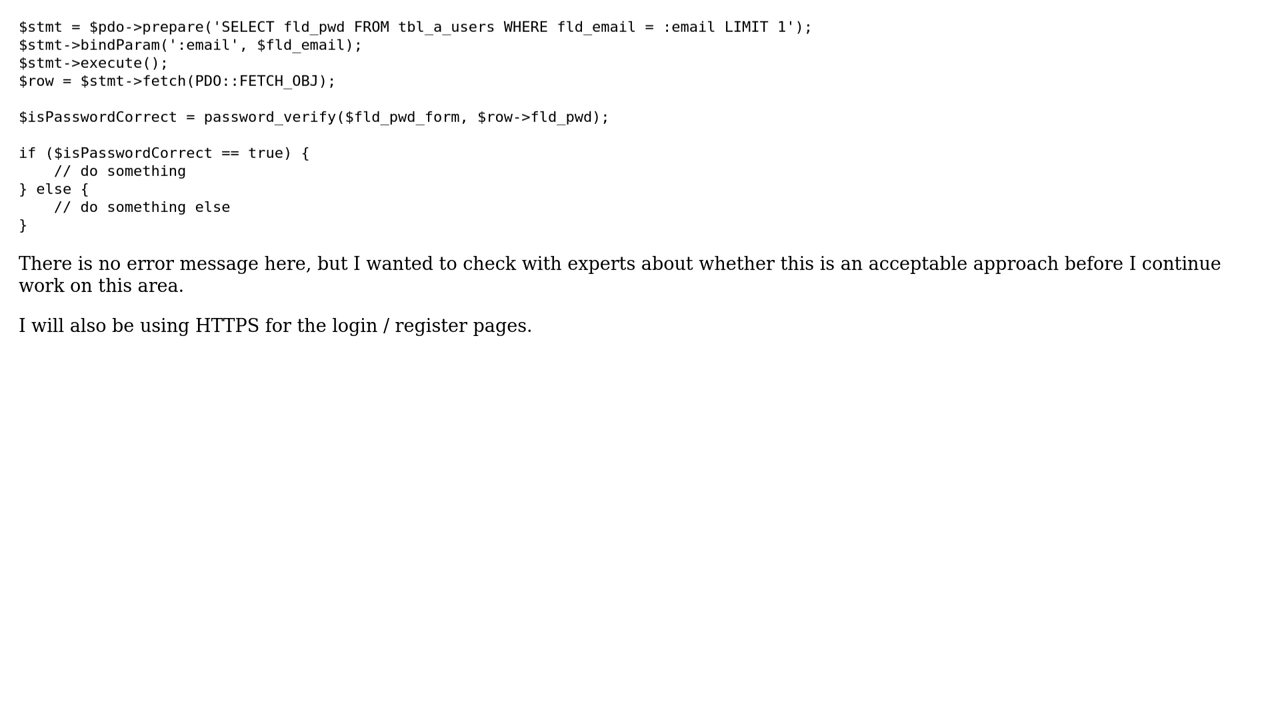 $stmt = $pdo->prepare('SELECT fld_pwd FROM tbl_a_users WHERE fld_email = :email LIMIT 1');
$stmt->bindParam(':email', $fld_email);
$stmt->execute();
$row = $stmt->fetch(PDO::FETCH_OBJ);

$isPasswordCorrect = password_verify($fld_pwd_form, $row->fld_pwd);

if ($isPasswordCorrect == true) {
    // do something
} else {
    // do something else
}

There is no error message here, but I wanted to check with experts about whether this is an acceptable approach before I continue
work on this area.

I will also be using HTTPS for the login / register pages.